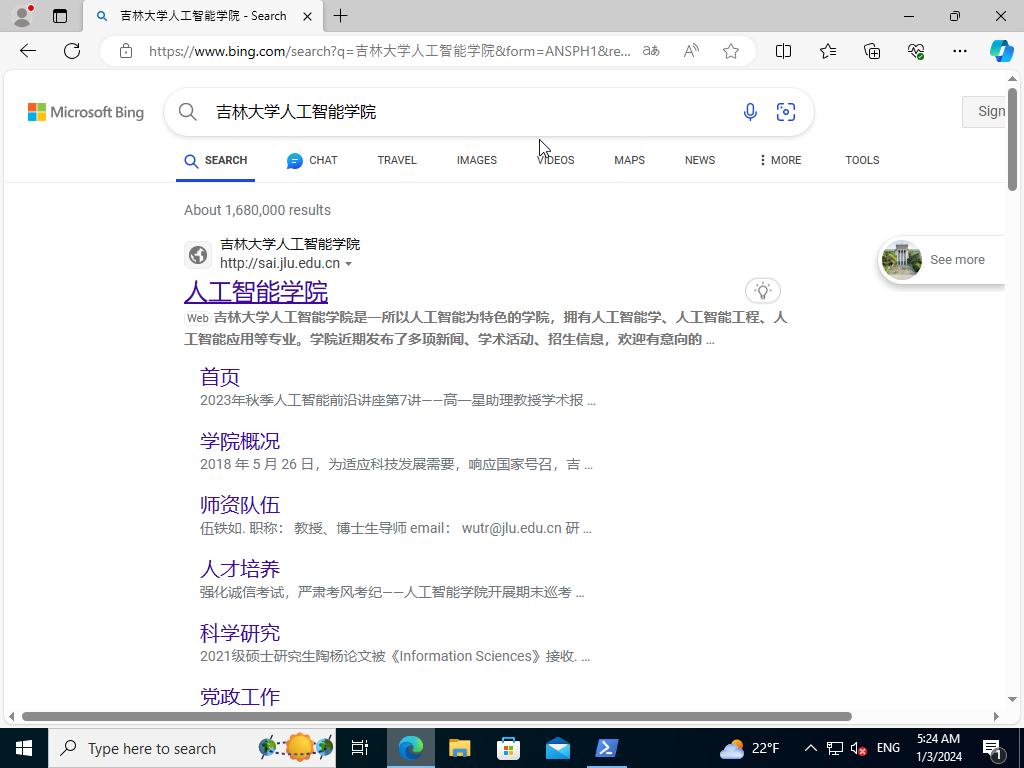 吉林大学人工智能学院 - Search
https://www.bing.com/search?q=吉林大学人工智能学院&form=ANSPH1&re...
Microsoft Bing
吉林大学人工智能学院
Sign
SEARCH
CHAT
TRAVEL
IMAGES
VIDEOS
MAPS
NEWS
MORE
TOOLS
About 1,680,000 results
吉林大学人工智能学院
http://sai.jlu.edu.cn
See more
人工智能学院
Web 吉林大学人工智能学院是一所以人工智能为特色的学院，拥有人工智能学、人工智能工程、人
工智能应用等专业。学院近期发布了多项新闻、学术活动、招生信息，欢迎有意向的 ...
首页
2023年秋季人工智能前沿讲座第7讲——高一星助理教授学术报 ...
学院概况
2018 年 5 月 26 日，为适应科技发展需要，响应国家号召，吉 ...
师资队伍
伍铁如. 职称： 教授、博士生导师 email： wutr@jlu.edu.cn 研 ...
人才培养
强化诚信考试，严肃考风考纪——人工智能学院开展期末巡考 ...
科学研究
2021级硕士研究生陶杨论文被《Information Sciences》接收. ...
党政工作
Type here to search
22°F
ENG
5:24 AM
1/3/2024
1